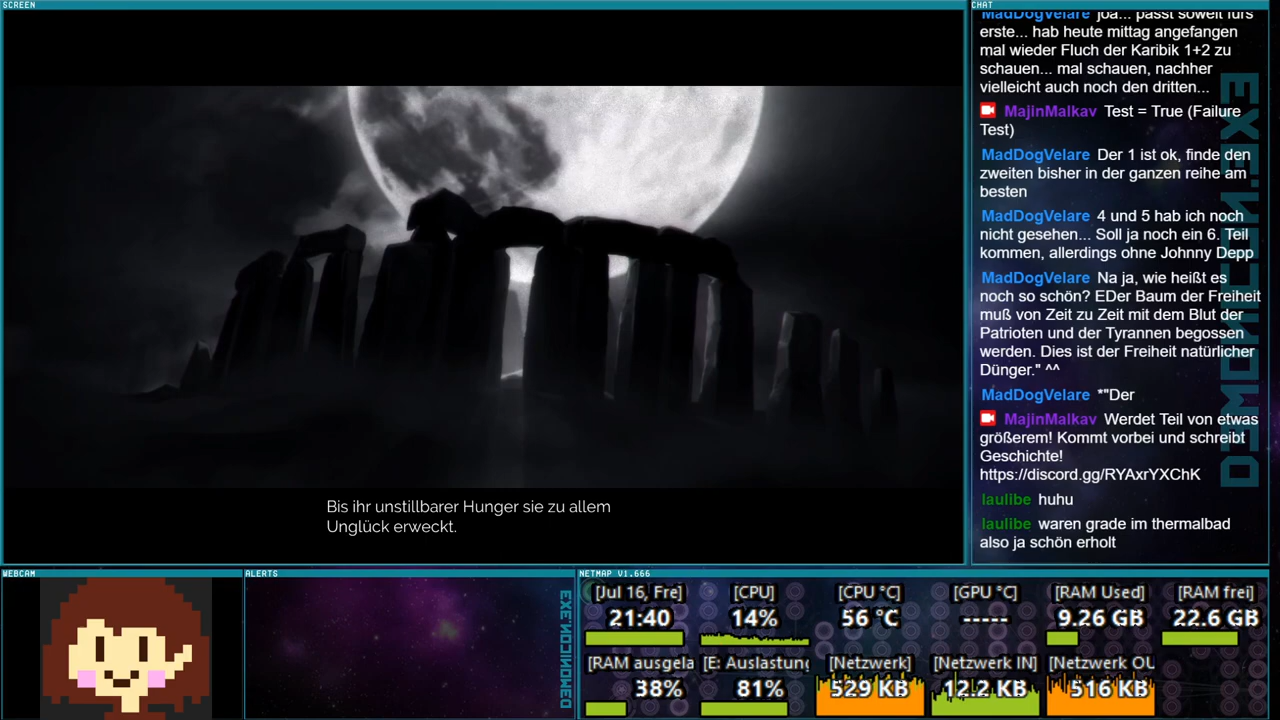 SCREEN
Bis ihr unstillbarer Hunger sie zu allem
Unglück erweckt.
CHAT
MadDogVelare joa... passt soweit fürs
erste... hab heute mittag angefangen
mal wieder Fluch der Karibik 1+2 zu
schauen... mal schauen, nachher
vielleicht auch noch den dritten...
MajinMalkav Test = True (Failure
Test)
MadDogVelare Der 1 ist ok, finde den
zweiten bisher in der ganzen reihe am
besten
MadDogVelare 4 und 5 hab ich noch
nicht gesehen... Soll ja noch ein 6. Teil
kommen, allerdings ohne Johnny Depp
MadDogVelare Na ja, wie heißt es
noch so schön? EDer Baum der Freiheit
muß von Zeit zu Zeit mit dem Blut der
Patrioten und der Tyrannen begossen
werden. Dies ist der Freiheit natürlicher
Dünger." ^^
MadDogVelare *"Der
MajinMalkav Werdet Teil von etwas
größerem! Kommt vorbei und schreibt
Geschichte!
https://discord.gg/RYAxrYXChK
laulibe huhu
laulibe waren grade im thermalbad
also ja schön erholt
WEBCAM
ALERTS
NETMAP V1.666
[Jul 16, Fre] [CPU] [CPU °C] [GPU °C] [RAM Used] [RAM frei]
21:40 14% 56 °C ----- 9.26 GB 22.6 GB
[RAM ausgela [E: Auslastung [Netzwerk] [Netzwerk IN] [Netzwerk OU
38% 81% 529 KB 12.2 KB 516 KB